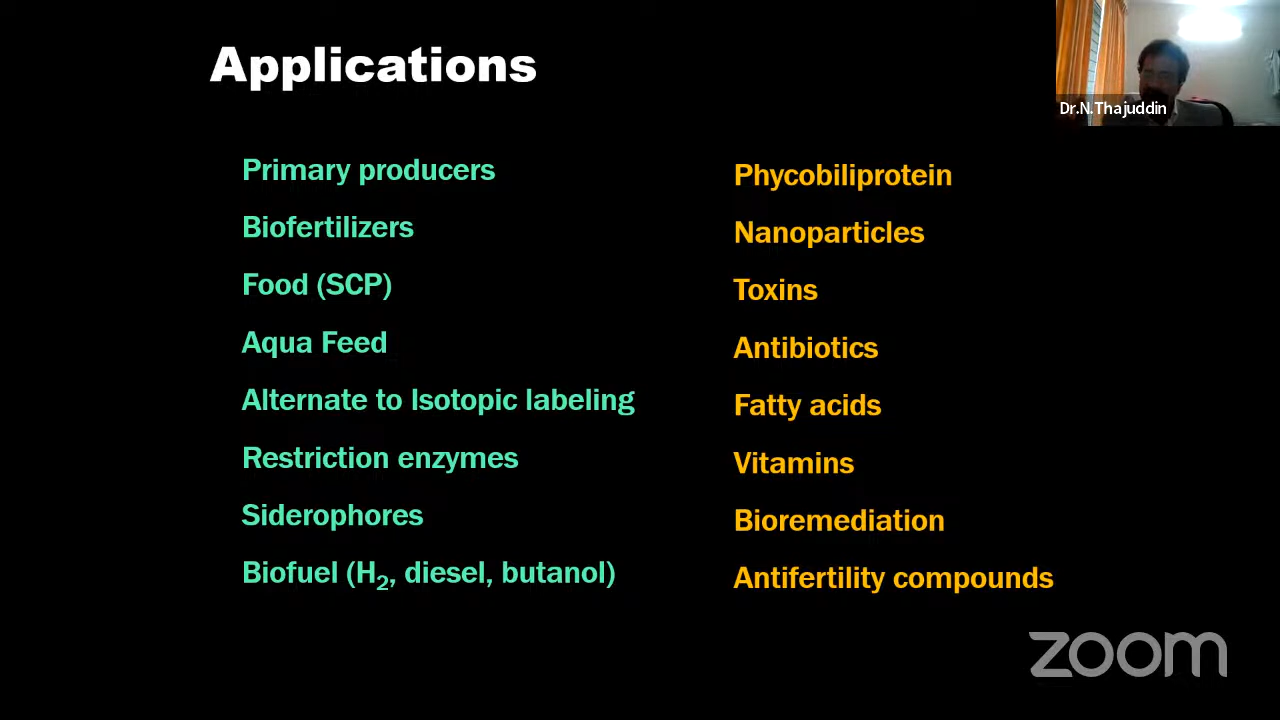 Applications
Dr.N.Thajuddin
Primary producers
Biofertilizers
Food (SCP)
Aqua Feed
Alternate to Isotopic labeling
Restriction enzymes
Siderophores
Biofuel (H₂, diesel, butanol)
Phycobiliprotein
Nanoparticles
Toxins
Antibiotics
Fatty acids
Vitamins
Bioremediation
Antifertility compounds
zoom